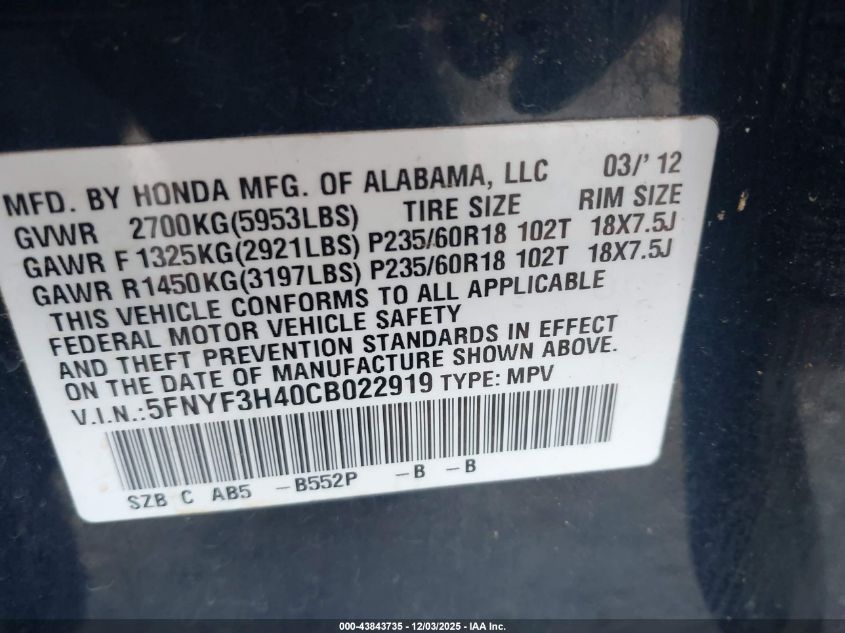 MFD. BY HONDA MFG. OF ALABAMA, LLC 03/' 12
GVWR 2700KG(5953LBS) TIRE SIZE RIM SIZE
GAWR F 1325KG(2921LBS) P235/60R18 102T 18X7.5J
GAWR R1450KG(3197LBS) P235/60R18 102T 18X7.5J
THIS VEHICLE CONFORMS TO ALL APPLICABLE
FEDERAL MOTOR VEHICLE SAFETY
AND THEFT PREVENTION STANDARDS IN EFFECT
ON THE DATE OF MANUFACTURE SHOWN ABOVE.
V.I.N.:5FNYF3H40CB022919 TYPE: MPV
SZB C AB5 -B552P -B -B
000-43843735 - 12/03/2025 - IAA Inc.